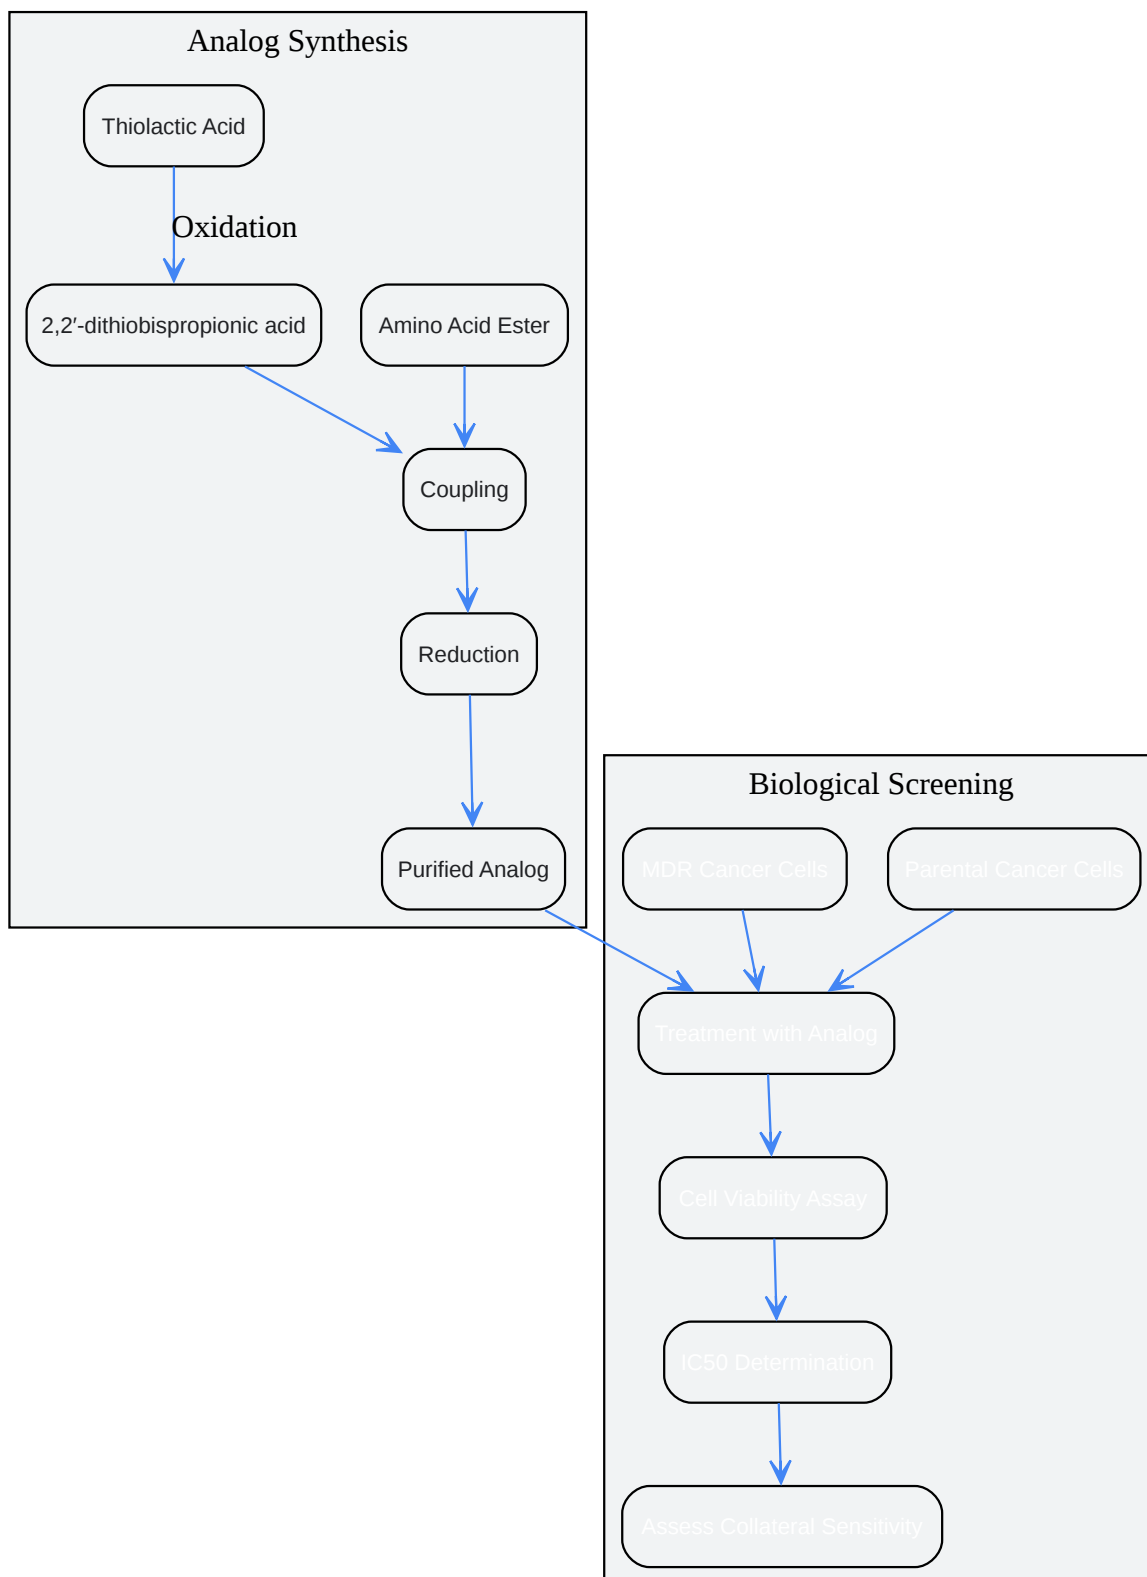 Analog Synthesis
Thiolactic Acid
Oxidation
2,2′-dithiobispropionic acid
Amino Acid Ester
Coupling
Reduction
Purified Analog
Biological Screening
MDR Cancer Cells
Parental Cancer Cells
Treatment with Analog
Cell Viability Assay
IC50 Determination
Assess Collateral Sensitivity